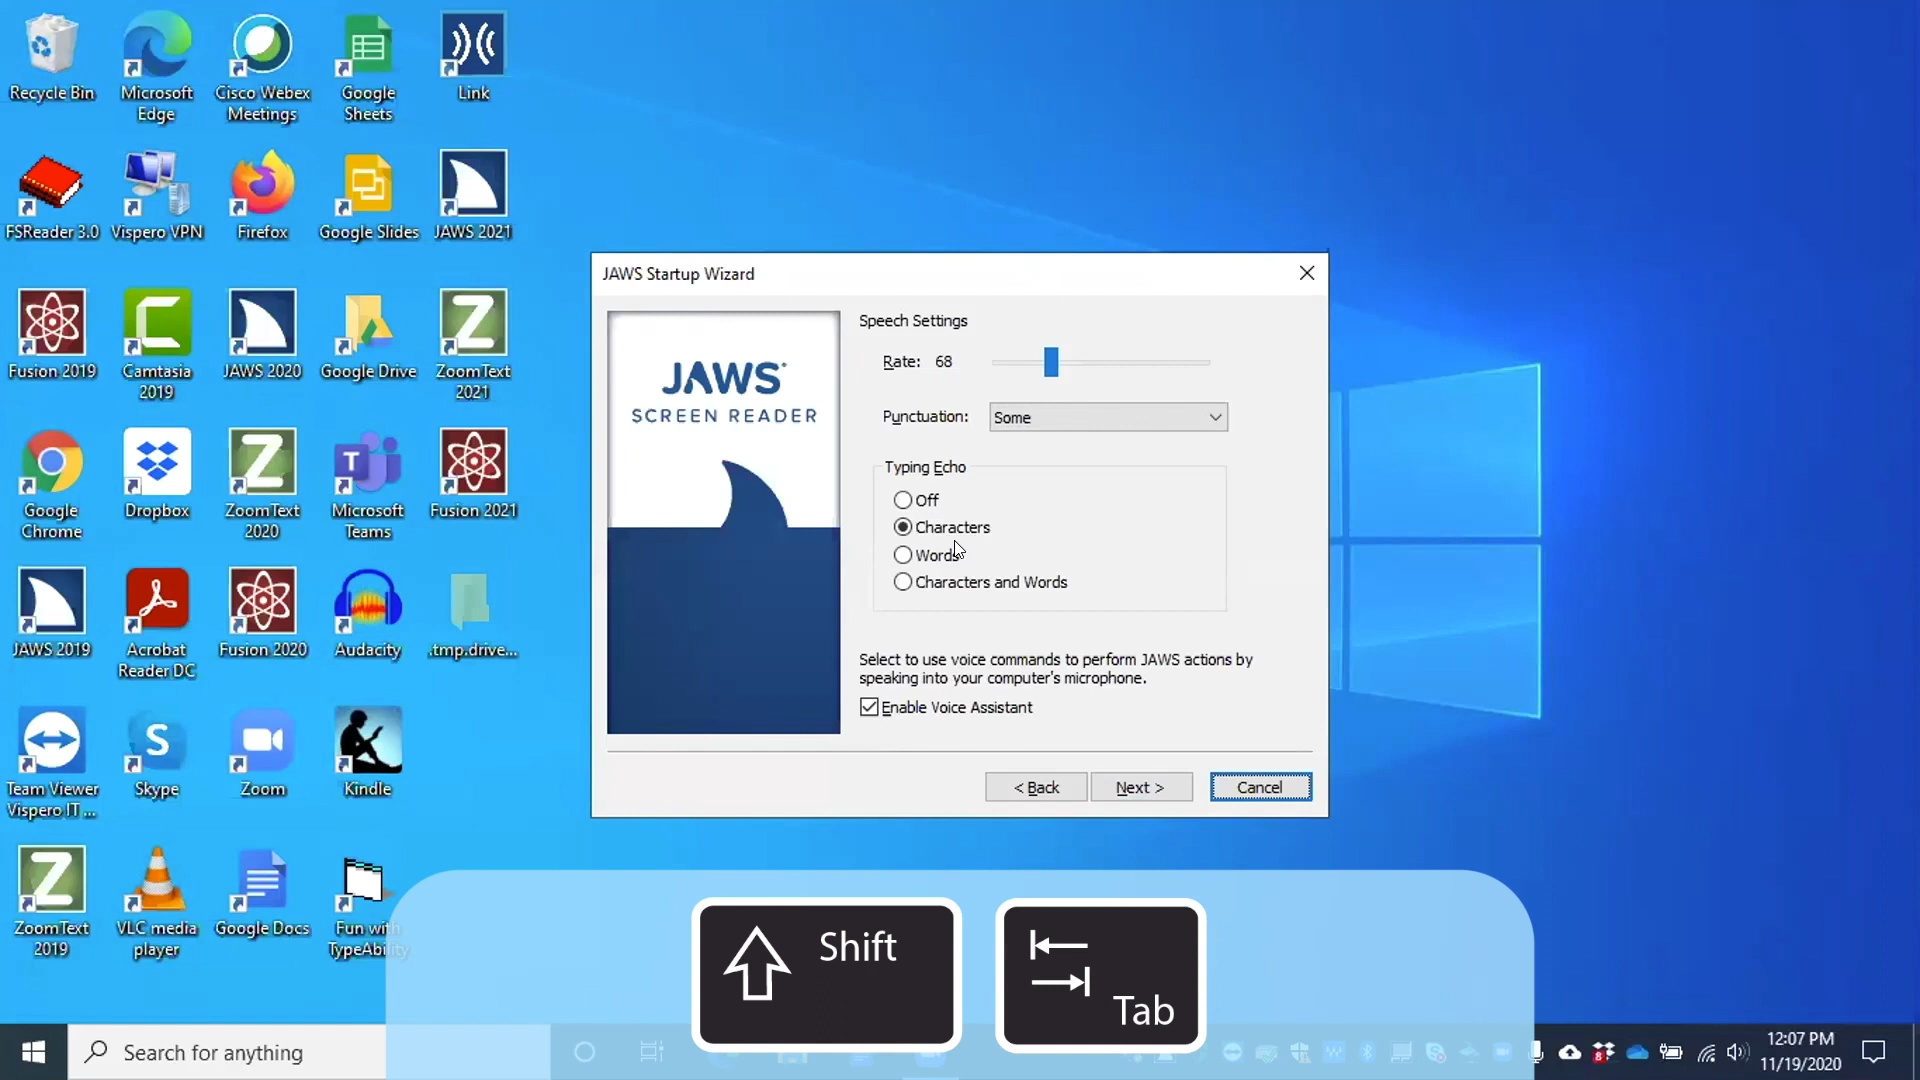 Recycle Bin
Microsoft
Edge
Cisco Webex
Meetings
Google
Sheets
Link
FSReader 3.0
Vispero VPN
Firefox
Google Slides
JAWS 2021
Fusion 2019
Camtasia
2019
JAWS 2020
Google Drive
ZoomText
2021
Google
Chrome
Dropbox
ZoomText
2020
Microsoft
Teams
Fusion 2021
JAWS 2019
Acrobat
Reader DC
Fusion 2020
Audacity
.tmp.drive...
Team Viewer
Vispero IT ...
Skype
Zoom
Kindle
ZoomText
2019
VLC media
player
Google Docs
Fun with
TypeAbility
JAWS Startup Wizard
JAWS
SCREEN READER
Speech Settings
Rate: 68
Punctuation: Some
Typing Echo
Off
Characters
Words
Characters and Words
Select to use voice commands to perform JAWS actions by
speaking into your computer's microphone.
Enable Voice Assistant
< Back
Next >
Cancel
Shift
Tab
Search for anything
12:07 PM
11/19/2020